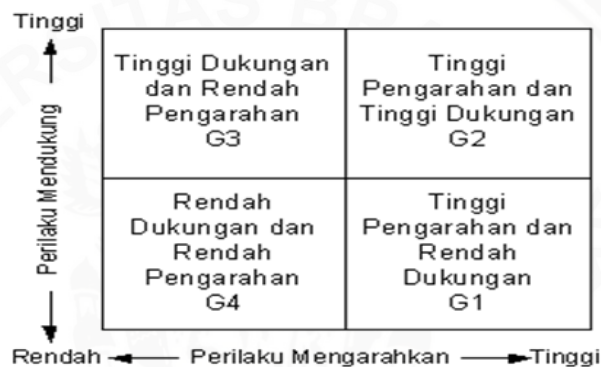 Tinggi
Perilaku Mendukung
Tinggi Dukungan
dan Rendah
Pengarahan
G3
Tinggi
Pengarahan dan
Tinggi Dukungan
G2
Rendah
Dukungan dan
Rendah
Pengarahan
G4
Tinggi
Pengarahan dan
Rendah
Dukungan
G1
Rendah
Perilaku Mengarahkan
Tinggi